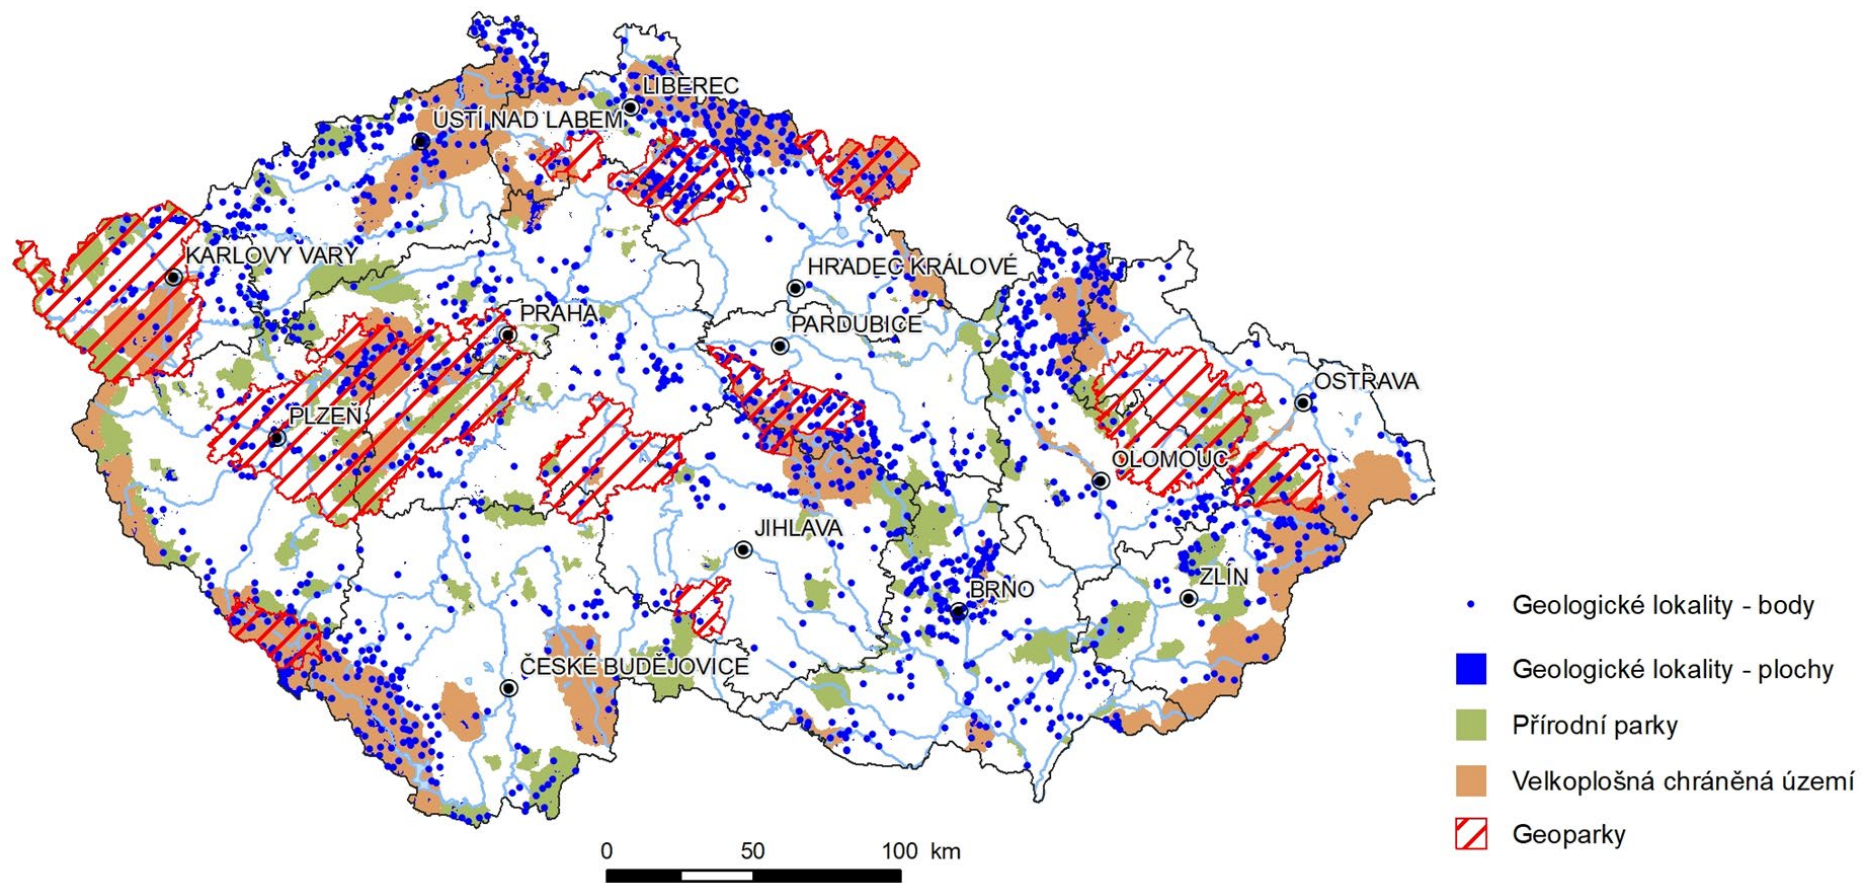 LIBEREC
ÚSTÍ NAD LABEM
KARLOVY VARY
HRADEC KRÁLOVÉ
PRAHA
PARDUBICE
OSTRAVA
PLZEŇ
OLOMOUC
JIHLAVA
ZLÍN
BRNO
ČESKÉ BUDĚJOVICE
Geologické lokality - body
Geologické lokality - plochy
Přírodní parky
Velkoplošná chráněná území
Geoparky
0 50 100 km